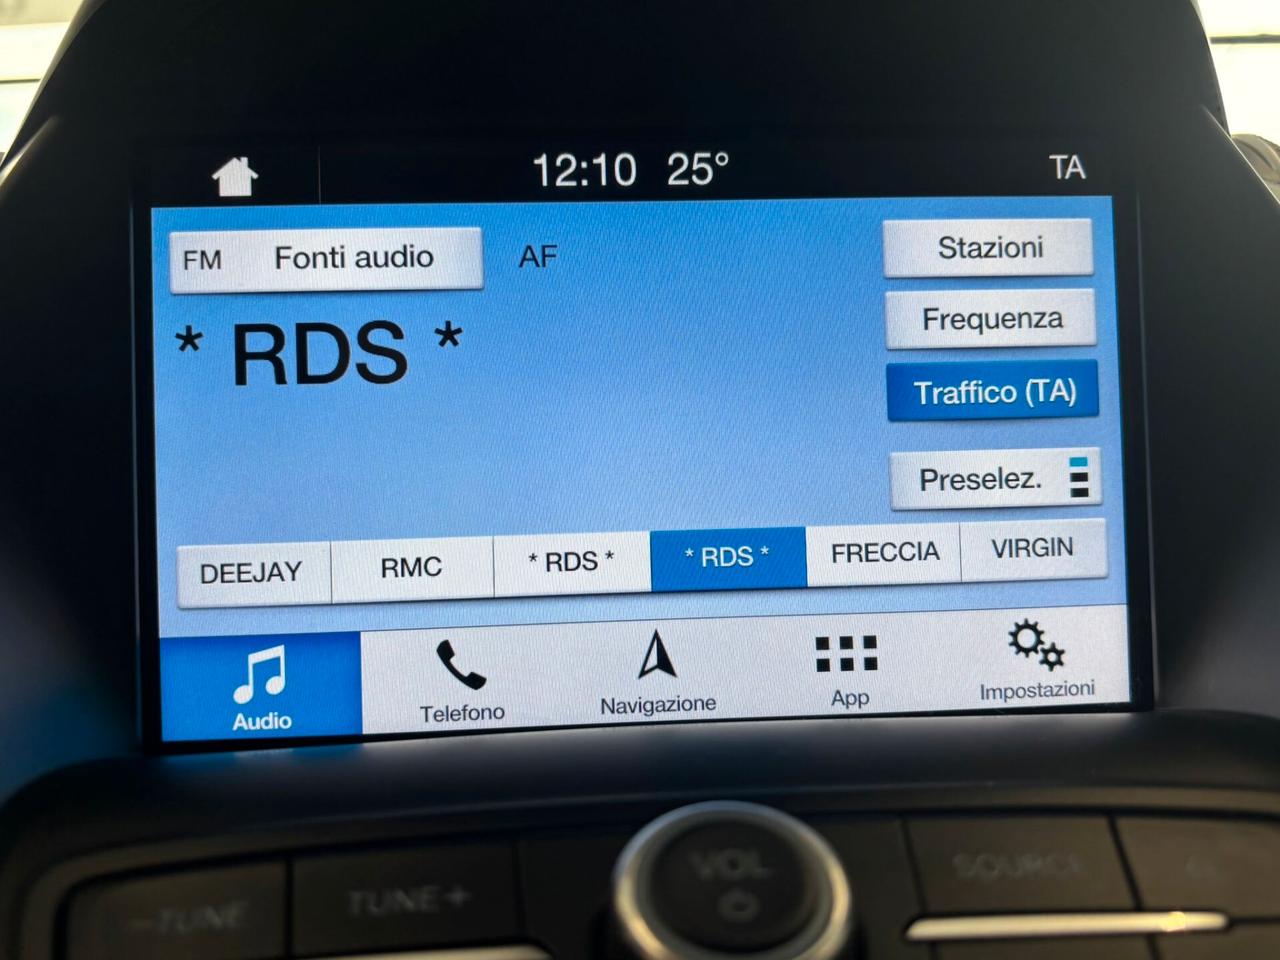 12:10 25° TA
FM Fonti audio AF Stazioni
* RDS * Frequenza
Traffico (TA)
Preselez.
DEEJAY RMC * RDS * * RDS * FRECCIA VIRGIN
Audio Telefono Navigazione App Impostazioni
-TUNE TUNE+ VOL SOURCE